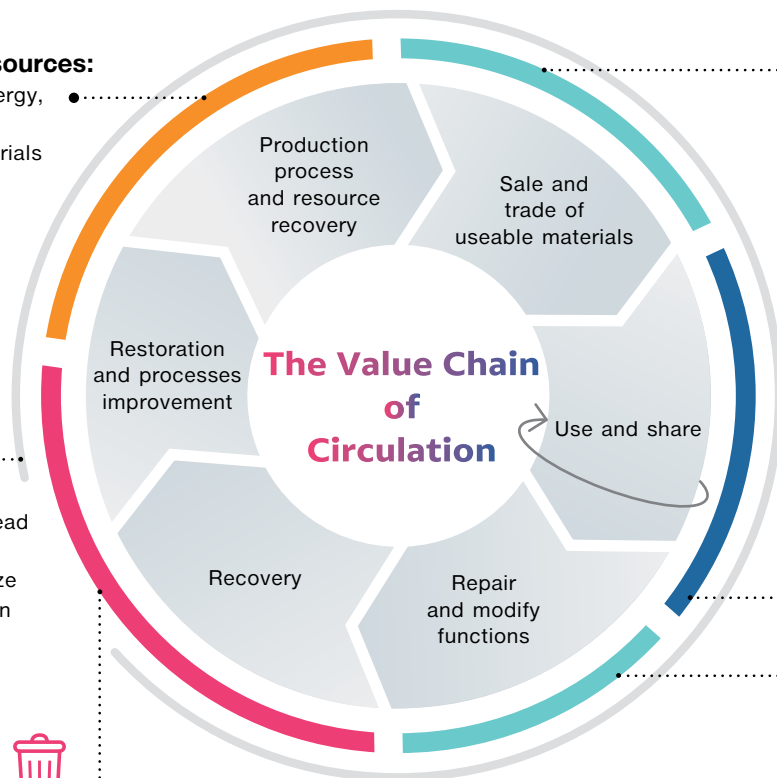 sources:
ergy,
rials
Production
process
and resource
recovery
Sale and
trade of
useable materials
Restoration
and processes
improvement
The Value Chain
of
Circulation
Use and share
ead
ze
n
Recovery
Repair
and modify
functions